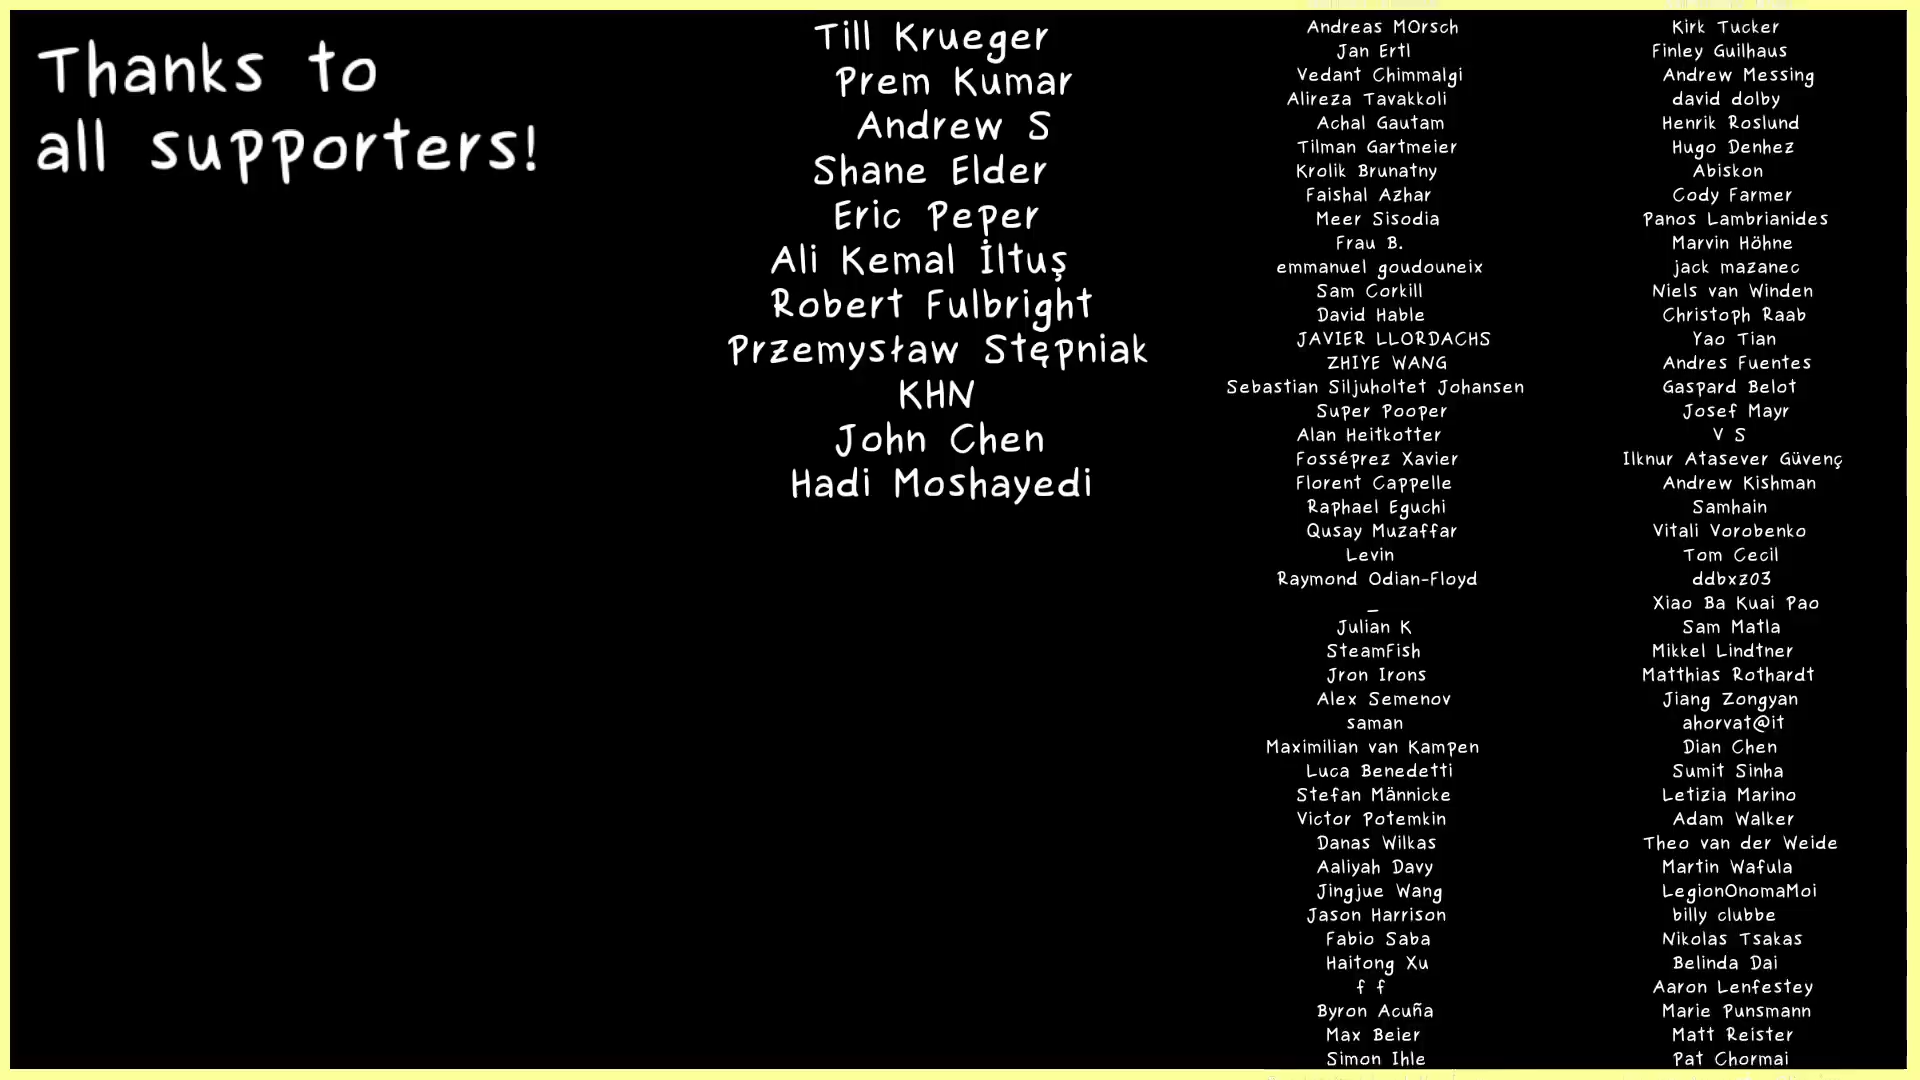 Thanks to
all supporters!
Till Krueger
Prem Kumar
Andrew S
Shane Elder
Eric Peper
Ali Kemal İltuş
Robert Fulbright
Przemysław Stępniak
KHN
John Chen
Hadi Moshayedi
Andreas MOrsch
Jan Ertl
Vedant Chimmalgi
Alireza Tavakkoli
Achal Gautam
Tilman Gartmeier
Krolik Brunatny
Faishal Azhar
Meer Sisodia
Frau B.
emmanuel goudouneix
Sam Corkill
David Hable
JAVIER LLORDACHS
ZHIYE WANG
Sebastian Siljuholtet Johansen
Super Pooper
Alan Heitkotter
Fosséprez Xavier
Florent Cappelle
Raphael Eguchi
Qusay Muzaffar
Levin
Raymond Odian-Floyd
_
Julian K
SteamFish
Jron Irons
Alex Semenov
saman
Maximilian van Kampen
Luca Benedetti
Stefan Männicke
Victor Potemkin
Danas Wilkas
Aaliyah Davy
Jingjue Wang
Jason Harrison
Fabio Saba
Haitong Xu
f f
Byron Acuña
Max Beier
Simon Ihle
Kirk Tucker
Finley Guilhaus
Andrew Messing
david dolby
Henrik Roslund
Hugo Denhez
Abiskon
Cody Farmer
Panos Lambrianides
Marvin Höhne
jack mazanec
Niels van Winden
Christoph Raab
Yao Tian
Andres Fuentes
Gaspard Belot
Josef Mayr
V S
Ilknur Atasever Güvenç
Andrew Kishman
Samhain
Vitali Vorobenko
Tom Cecil
ddbxz03
Xiao Ba Kuai Pao
Sam Matla
Mikkel Lindtner
Matthias Rothardt
Jiang Zongyan
ahorvat@it
Dian Chen
Sumit Sinha
Letizia Marino
Adam Walker
Theo van der Weide
Martin Wafula
LegionOnomaMoi
billy clubbe
Nikolas Tsakas
Belinda Dai
Aaron Lenfestey
Marie Punsmann
Matt Reister
Pat Chormai